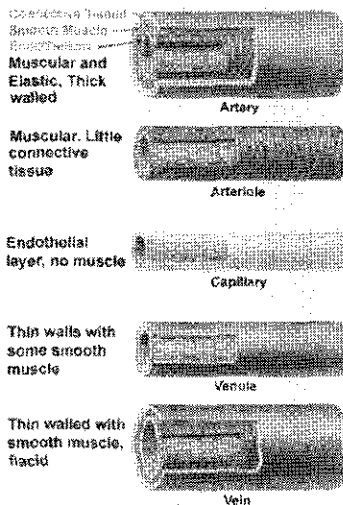 Connective Tissue
Smooth Muscle
Endothelium
Muscular and
Elastic, Thick
walled
Artery
Muscular. Little
connective
tissue
Arteriole
Endothelial
layer, no muscle
Capillary
Thin walls with
some smooth
muscle
Venule
Thin walled with
smooth muscle,
flacid
Vein